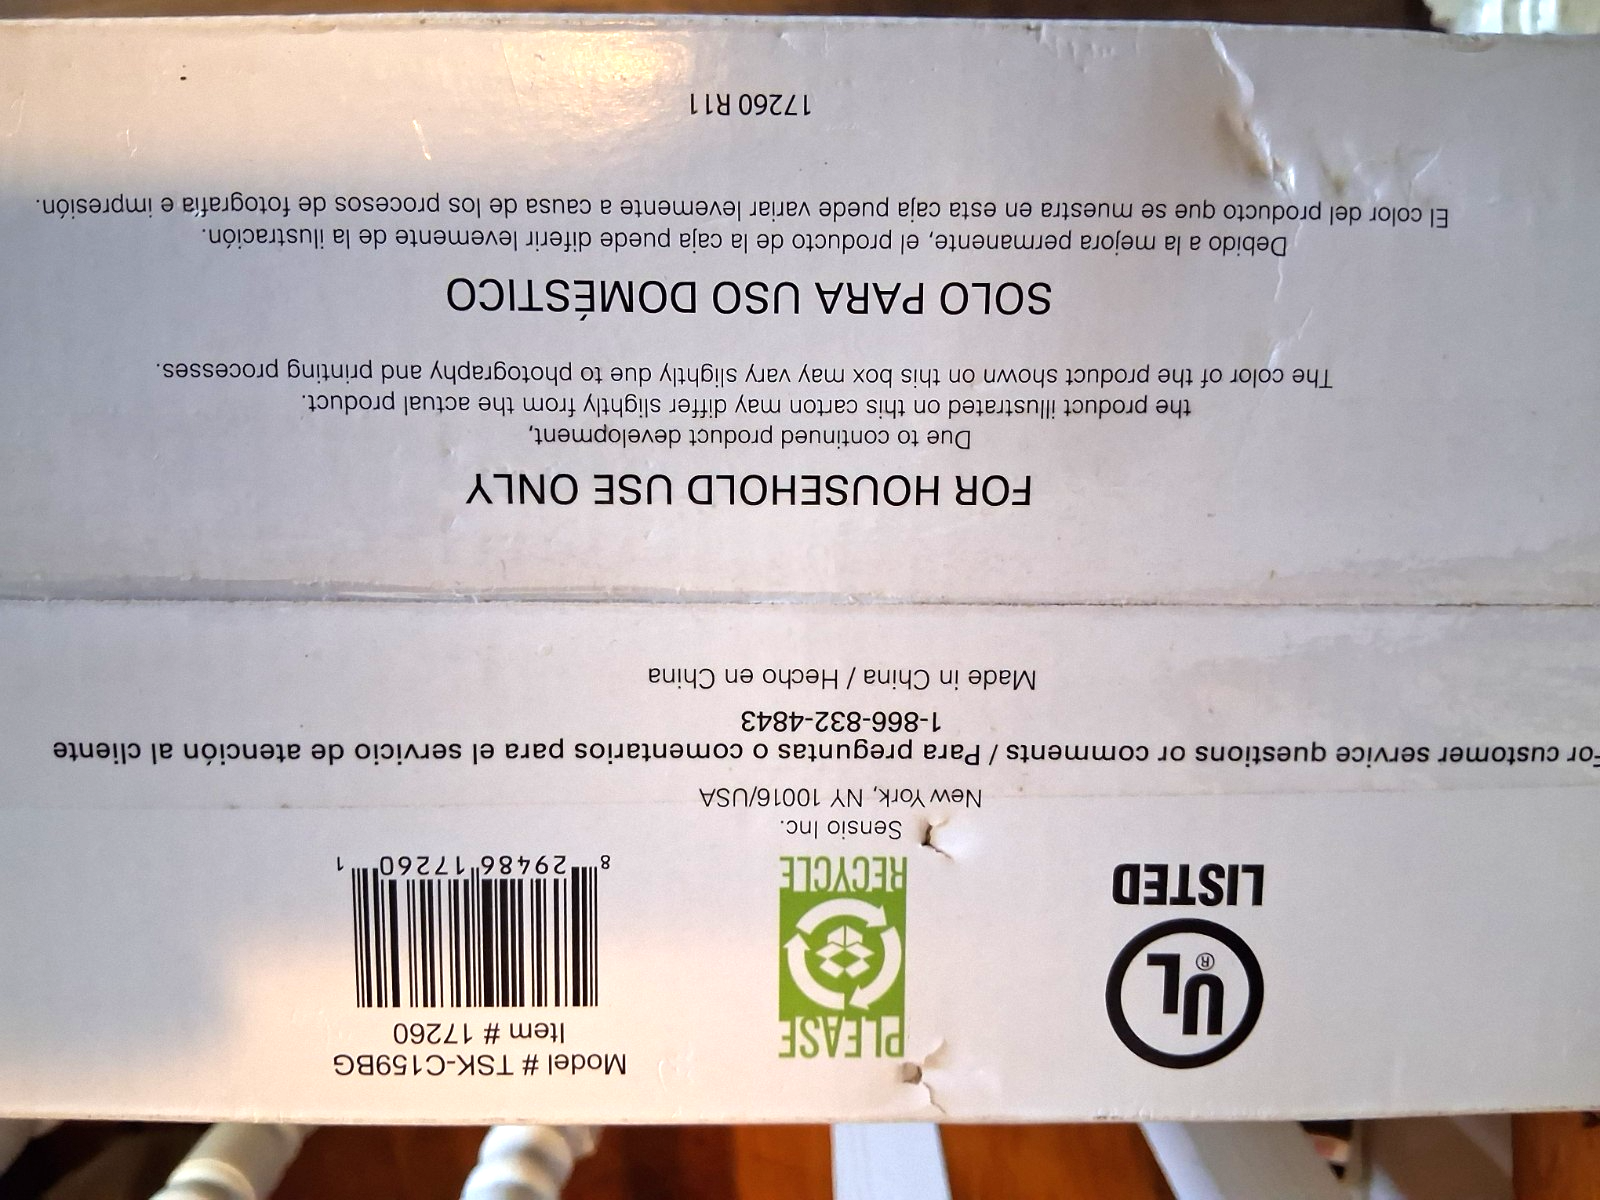 Model # TSK-C159BG
Item # 17260
8 29486 17260 1
PLEASE
RECYCLE
UL ®
LISTED
Sensio Inc.
New York, NY 10016/USA
For customer service questions or comments / Para preguntas o comentarios para el servicio de atención al cliente
1-866-832-4843
Made in China / Hecho en China
FOR HOUSEHOLD USE ONLY
Due to continued product development,
the product illustrated on this carton may differ slightly from the actual product.
The color of the product shown on this box may vary slightly due to photography and printing processes.
SOLO PARA USO DOMÉSTICO
Debido a la mejora permanente, el producto de la caja puede diferir levemente de la ilustración.
El color del producto que se muestra en esta caja puede variar levemente a causa de los procesos de fotografía e impresión.
17260 R11